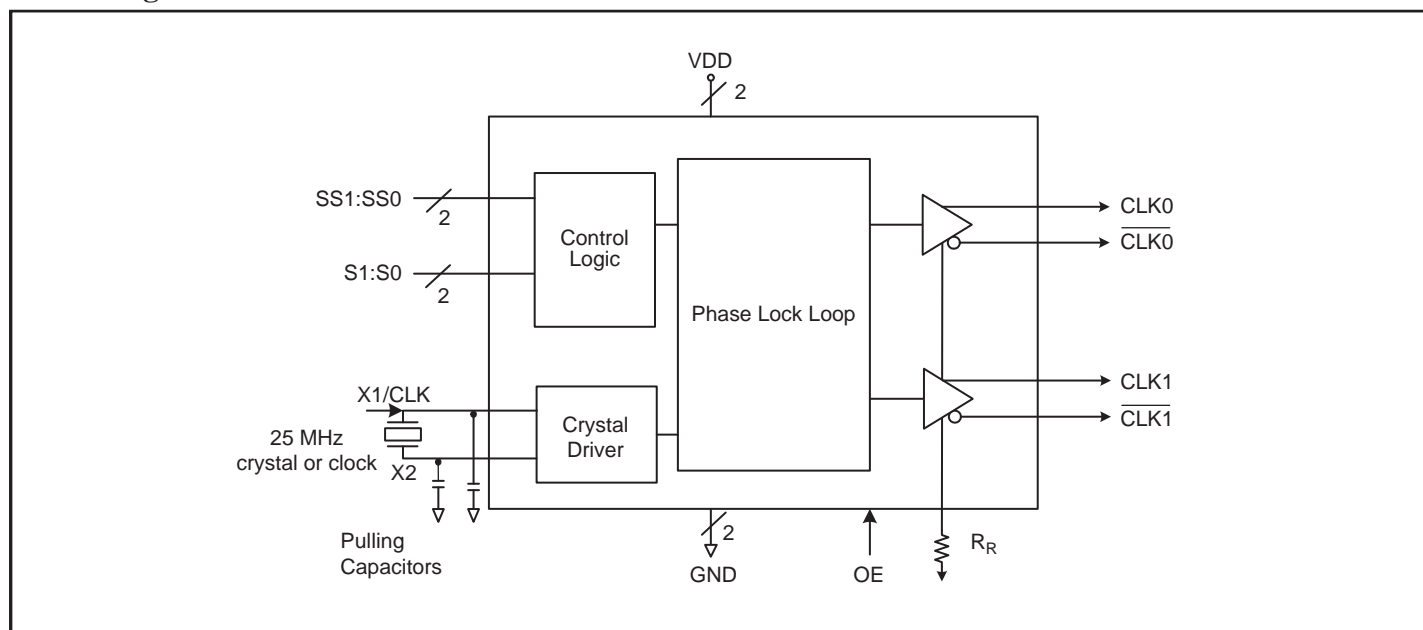 VDD
2
SS1:SS0
2
S1:S0
2
Control
Logic
Phase Lock Loop
CLK0
CLK0
X1/CLK
25 MHz
crystal or clock
X2
Crystal
Driver
CLK1
CLK1
Pulling
Capacitors
2
GND
OE
RR